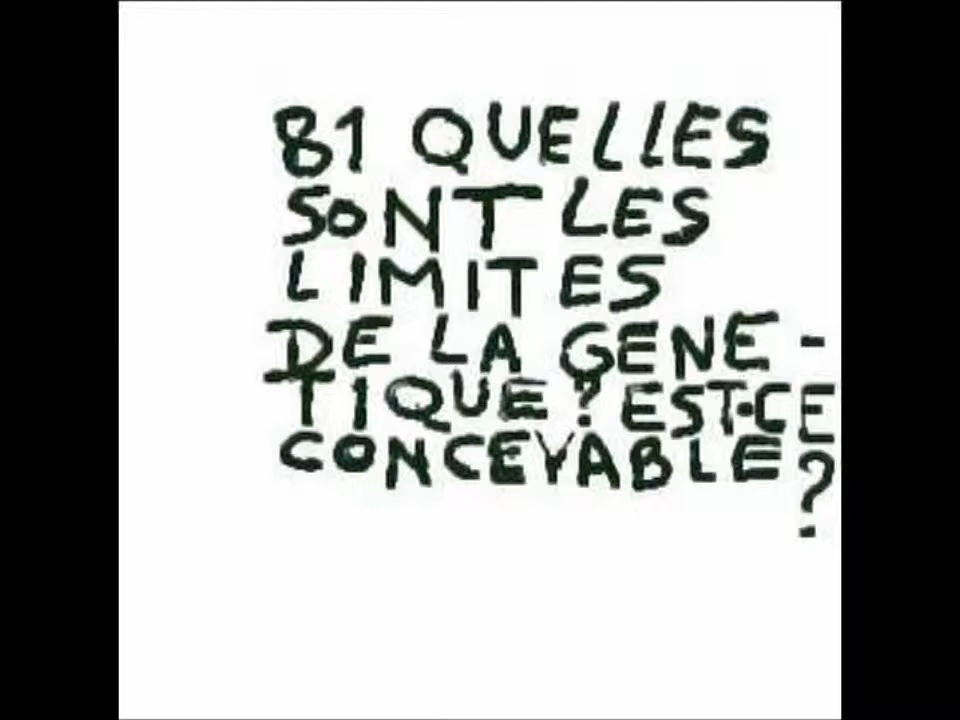 81 QUELLES
SONT LES
LIMITES
DE LA GENE-
TIQUE? EST-CE
CONCEVABLE?